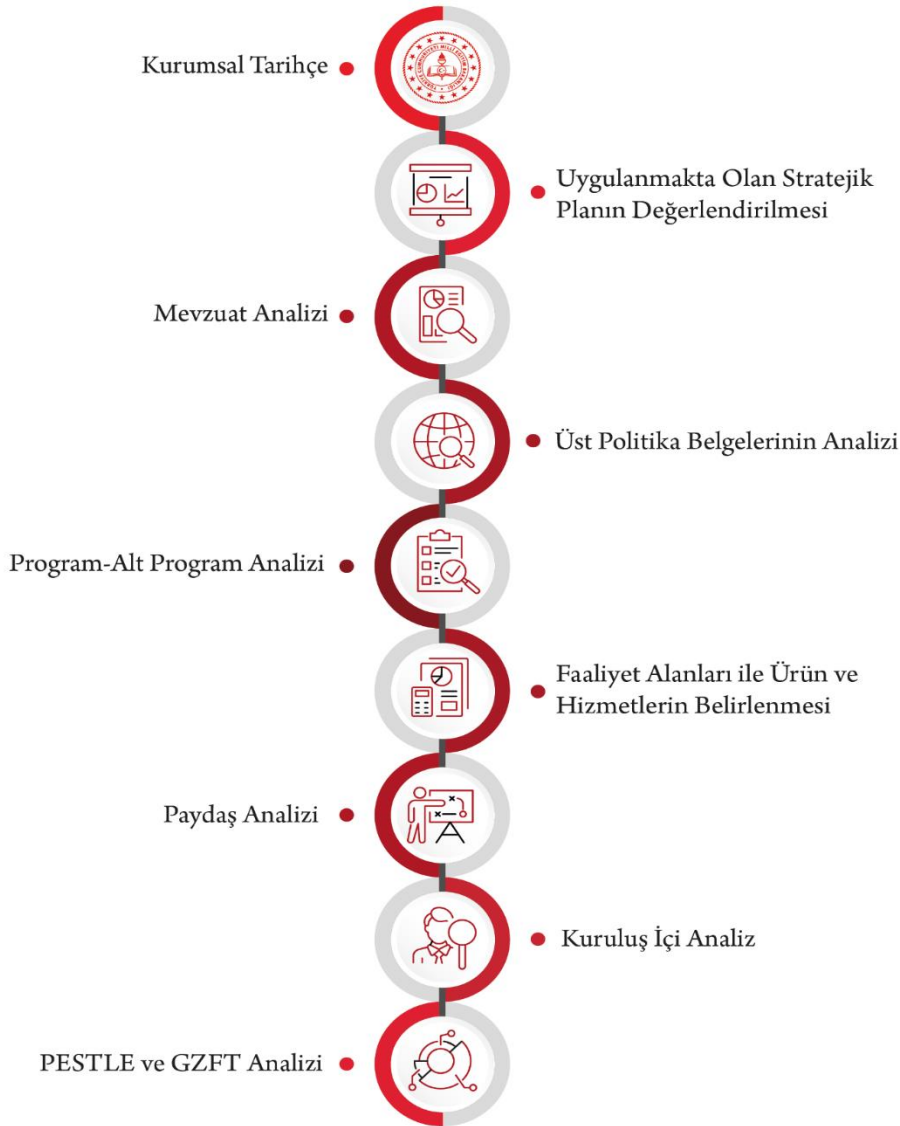 Kurumsal Tarihçe
Uygulanmakta Olan Stratejik
Planın Değerlendirilmesi
Mevzuat Analizi
Üst Politika Belgelerinin Analizi
Program-Alt Program Analizi
Faaliyet Alanları ile Ürün ve
Hizmetlerin Belirlenmesi
Paydaş Analizi
Kuruluş İçi Analiz
PESTLE ve GZFT Analizi